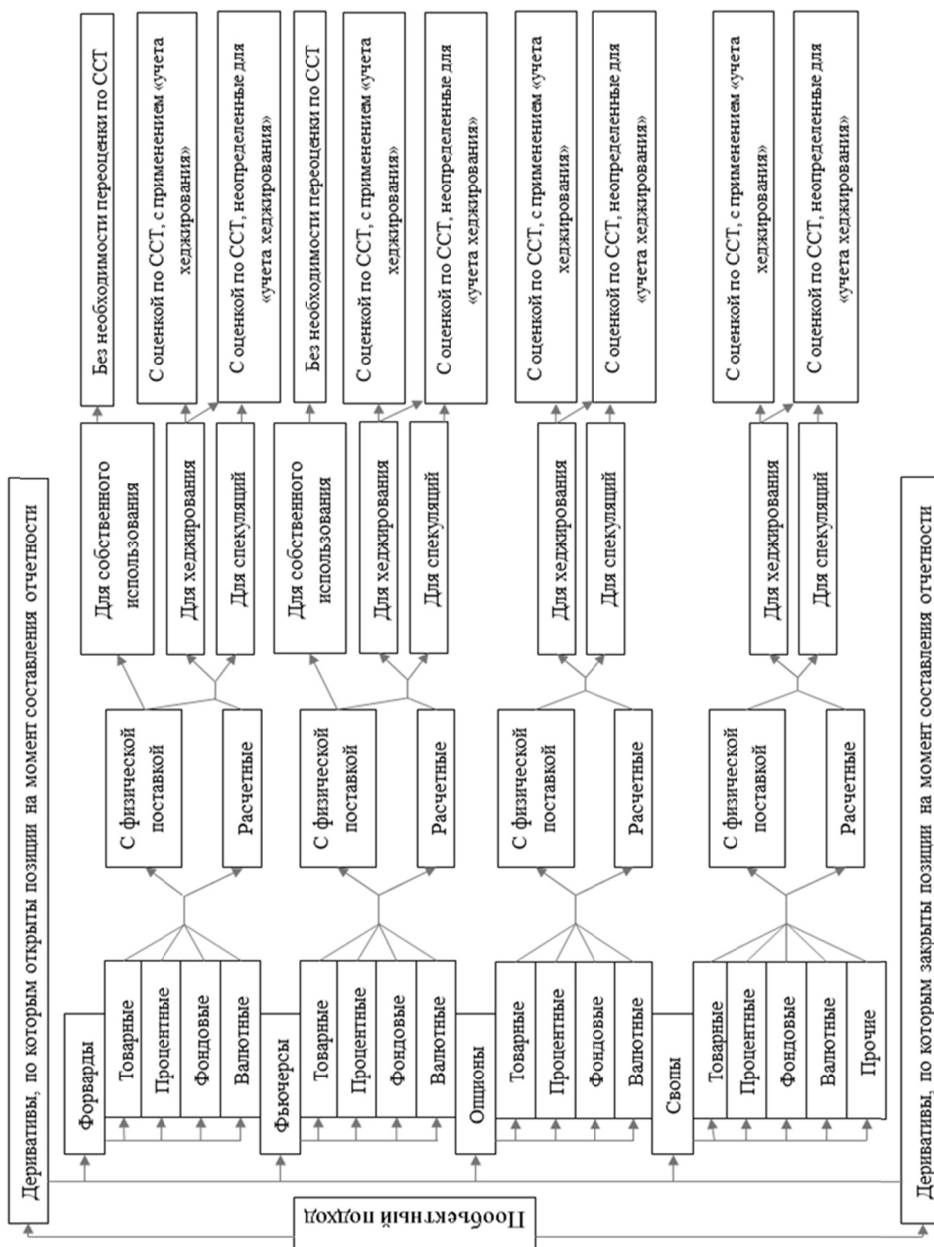 Пообъектный подход
Деривативы, по которым открыты позиции на момент составления отчетности
Форварды
Товарные
Процентные
Фондовые
Валютные
С физической
поставкой
Расчетные
Для собственного
использования
Для хеджирования
Для спекуляций
Без необходимости переоценки по ССТ
С оценкой по ССТ, с применением «учета
хеджирования»
С оценкой по ССТ, неопределенные для
«учета хеджирования»
Фьючерсы
Товарные
Процентные
Фондовые
Валютные
С физической
поставкой
Расчетные
Для собственного
использования
Для хеджирования
Для спекуляций
Без необходимости переоценки по ССТ
С оценкой по ССТ, с применением «учета
хеджирования»
С оценкой по ССТ, неопределенные для
«учета хеджирования»
Опционы
Товарные
Процентные
Фондовые
Валютные
С физической
поставкой
Расчетные
Для хеджирования
Для спекуляций
С оценкой по ССТ, с применением «учета
хеджирования»
С оценкой по ССТ, неопределенные для
«учета хеджирования»
Свопы
Товарные
Процентные
Фондовые
Валютные
Прочие
С физической
поставкой
Расчетные
Для хеджирования
Для спекуляций
С оценкой по ССТ, с применением «учета
хеджирования»
С оценкой по ССТ, неопределенные для
«учета хеджирования»
Деривативы, по которым закрыты позиции на момент составления отчетности